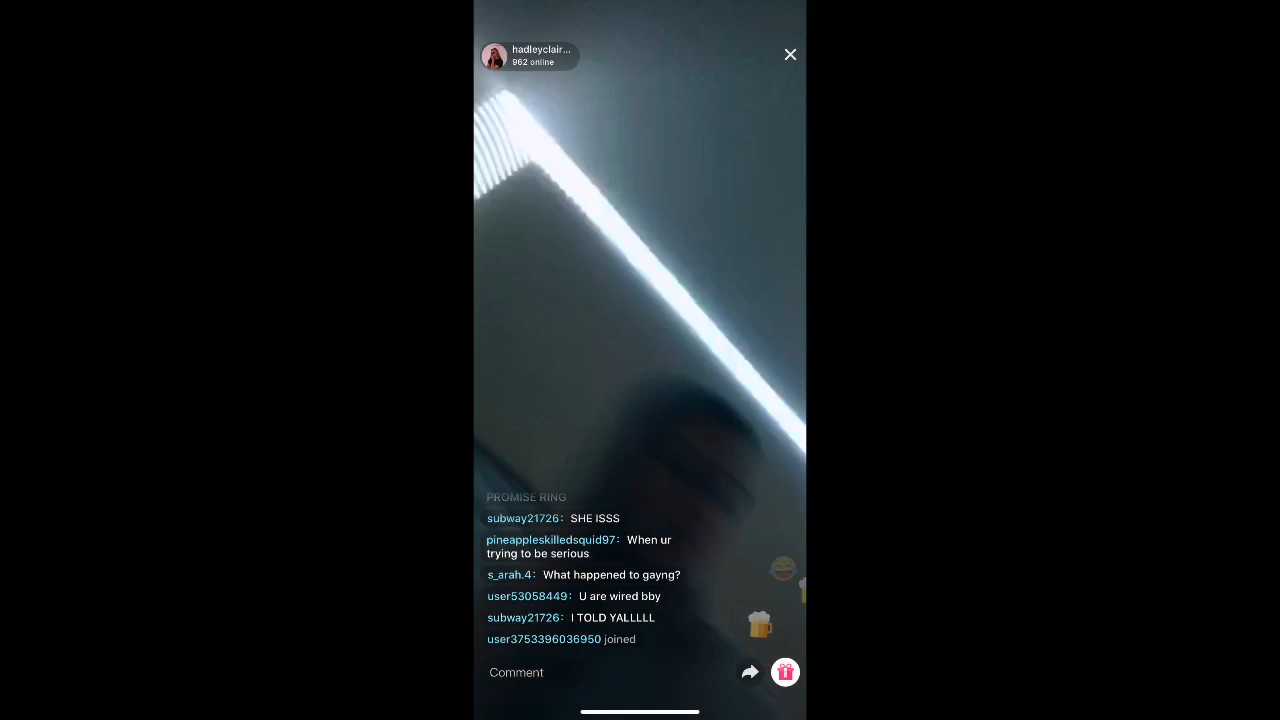 hadleyclair...
962 online
PROMISE RING
subway21726: SHE ISSS
pineappleskilledsquid97: When ur
trying to be serious
s_arah.4: What happened to gayng?
user53058449: U are wired bby
subway21726: I TOLD YALLLLL
user3753396036950 joined
Comment